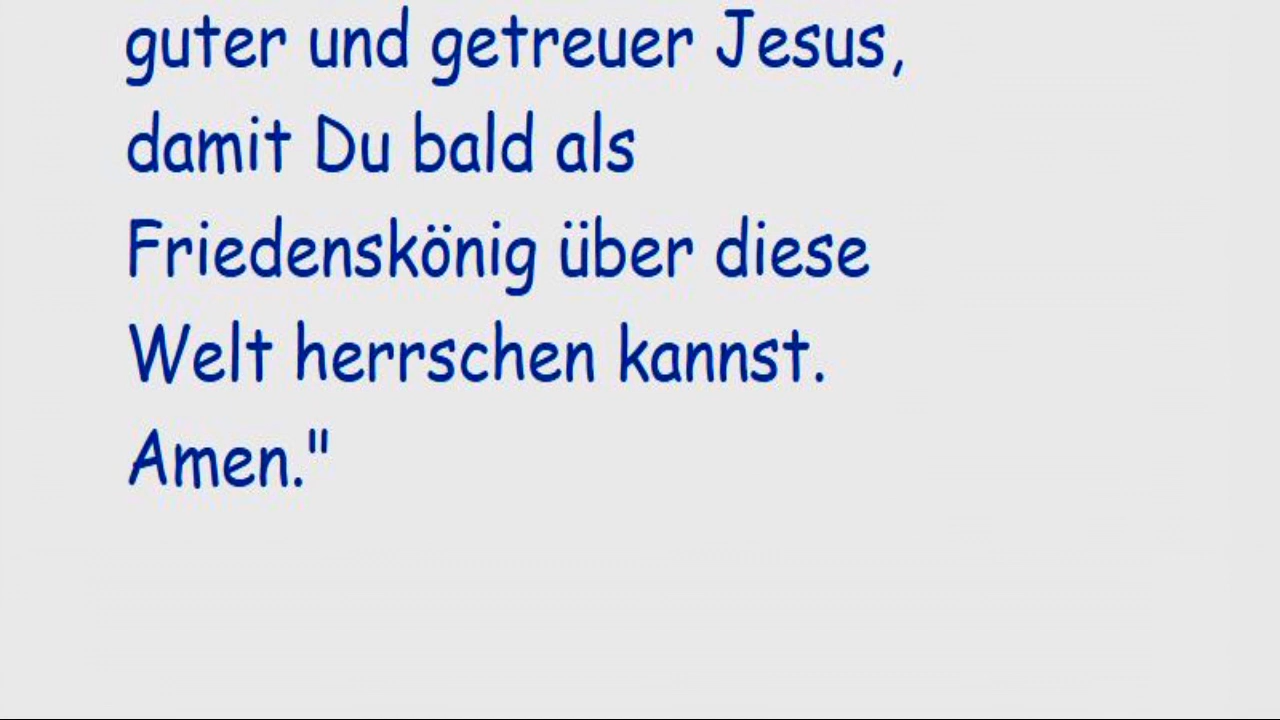 guter und getreuer Jesus,
damit Du bald als
Friedenskönig über diese
Welt herrschen kannst.
Amen."